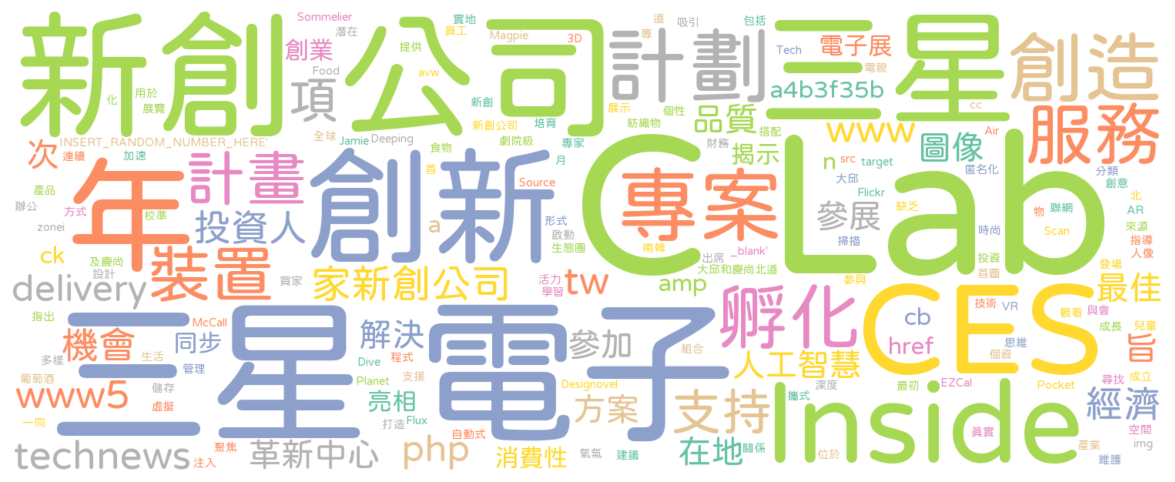 新創公司
三星
C Lab
三星電子
創新
CES
Inside
年
專案
計劃
創造
服務
計畫
裝置
孵化
項
次
創業
Sommelier
實地
潛在
提供
員工
Magpie
3D
道
專
吸引
包括
Tech
電子展
電視
a4b3f35b
cc
Food
avw
化
用於
展覽
新創
新創公司
培育
展示
個性
紡織物
搭配
品質
www
INSERT_RANDOM_NUMBER_HERE'
全球
Jamie
Deeping
劇院級
專家
財務
揭示
n
src
Air
target
圖像
匿名化
分類
創意
連續
加速
食物
首
月
Source
大邱
Flickr
缺乏
物
聯網
北
AR
來源
產品
方式
校準
辦公
zonei
投資人
a
形式
啟動
生態圈
南韓
_blank'
參展
掃描
時尚
Scan
指導
人像
ck
及慶尚
設計
買家
活力
學習
出席
大邱和慶尚北道
投資
首圖
登場
參與
delivery
家新創公司
tw
amp
最佳
指出
McCall
機會
同步
解決
參加
人工智慧
cb
href
技術
VR
觀看
與會
思維
成長
兒童
旨
多樣
生活
管理
程式
Dive
組合
個資
葡萄酒
儲存
Planet
支援
Designovel
深度
最初
EZCal
Pocket
尋找
成立
www5
虛擬
亮相
Flux
方案
支持
攜式
真實
經濟
空間
一同
打造
聚焦
自動式
關係
產業
img
technews
注入
革新中心
php
消費性
氧氣
建議
在地
位於
維護